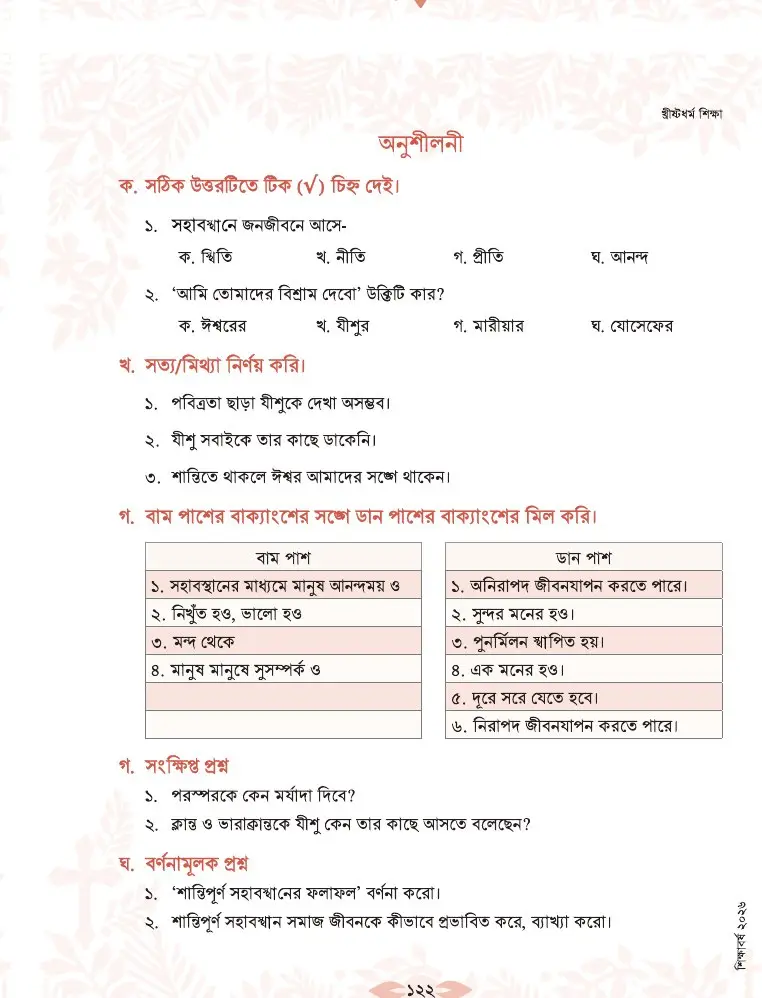 খ্রীষ্টধর্ম শিক্ষা
অনুশীলনী
ক. সঠিক উত্তরটিতে টিক (√) চিহ্ন দেই।
১. সহাবস্থানে জনজীবনে আসে-
ক. স্থিতি খ. নীতি গ. প্রীতি ঘ. আনন্দ
২. ‘আমি তোমাদের বিশ্রাম দেবো’ উক্তিটি কার?
ক. ঈশ্বরের খ. যীশুর গ. মারীয়ার ঘ. যোসেফের
খ. সত্য/মিথ্যা নির্ণয় করি।
১. পবিত্রতা ছাড়া যীশুকে দেখা অসম্ভব।
২. যীশু সবাইকে তার কাছে ডাকেনি।
৩. শান্তিতে থাকলে ঈশ্বর আমাদের সঙ্গে থাকেন।
গ. বাম পাশের বাক্যাংশের সঙ্গে ডান পাশের বাক্যাংশের মিল করি।
বাম পাশ ডান পাশ
১. সহাবস্থানের মাধ্যমে মানুষ আনন্দময় ও ১. অনিরাপদ জীবনযাপন করতে পারে।
২. নিখুঁত হও, ভালো হও ২. সুন্দর মনের হও।
৩. মন্দ থেকে ৩. পুনর্মিলন স্থাপিত হয়।
৪. মানুষ মানুষে সুসম্পর্ক ও ৪. এক মনের হও।
৫. দূরে সরে যেতে হবে।
৬. নিরাপদ জীবনযাপন করতে পারে।
গ. সংক্ষিপ্ত প্রশ্ন
১. পরস্পরকে কেন মর্যাদা দিবে?
২. ক্লান্ত ও ভারাক্রান্তকে যীশু কেন তার কাছে আসতে বলেছেন?
ঘ. বর্ণনামূলক প্রশ্ন
১. ‘শান্তিপূর্ণ সহাবস্থানের ফলাফল’ বর্ণনা করো।
২. শান্তিপূর্ণ সহাবস্থান সমাজ জীবনকে কীভাবে প্রভাবিত করে, ব্যাখ্যা করো।
শিক্ষাবর্ষ ২০২৬
১২২